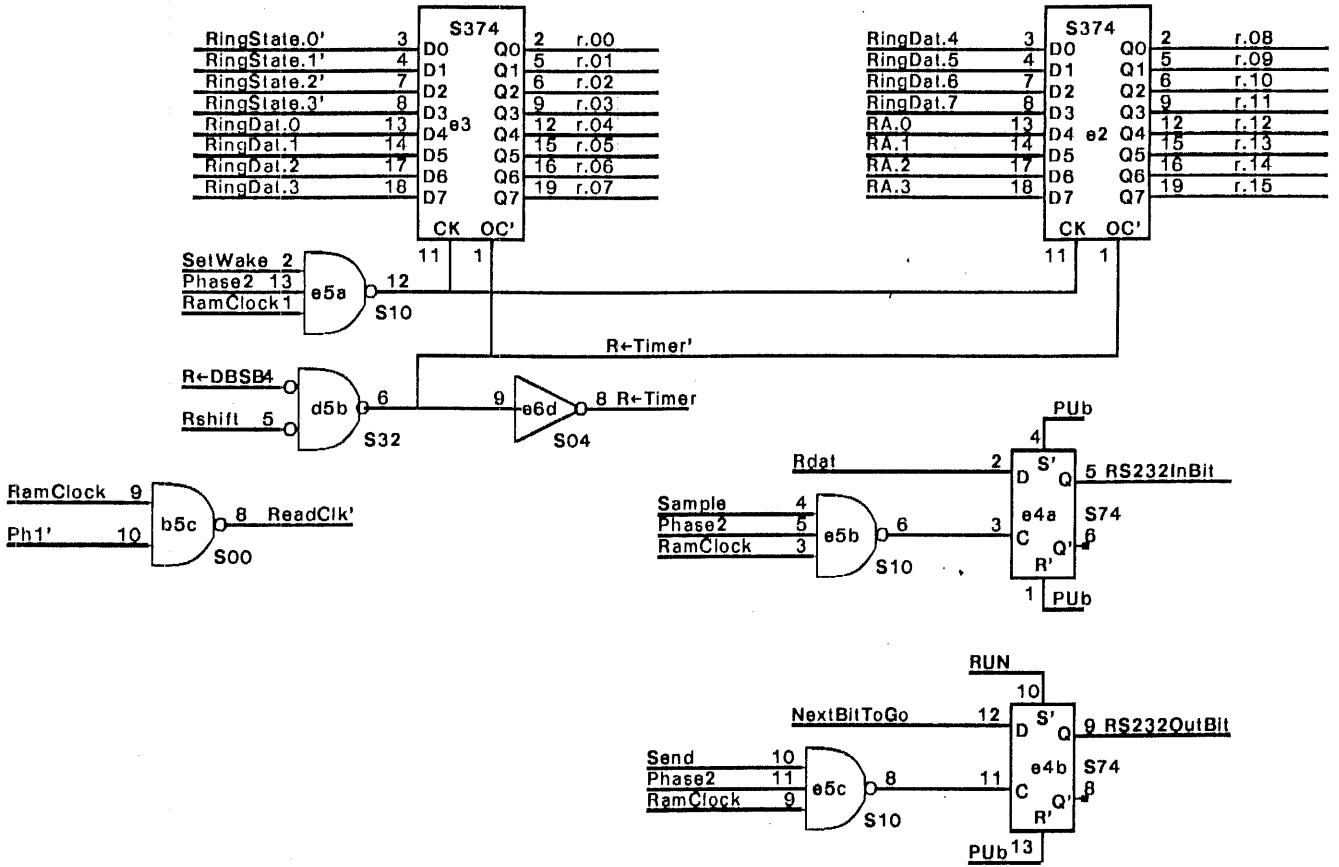 S374
RingState.0' 3 D0 Q0 2 r.00
RingState.1' 4 D1 Q1 5 r.01
RingState.2' 7 D2 Q2 6 r.02
RingState.3' 8 D3 Q3 9 r.03
RingDat.0 13 D4 e3 Q4 12 r.04
RingDat.1 14 D5 Q5 15 r.05
RingDat.2 17 D6 Q6 16 r.06
RingDat.3 18 D7 Q7 19 r.07
CK OC'
11 1
S374
RingDat.4 3 D0 Q0 2 r.08
RingDat.5 4 D1 Q1 5 r.09
RingDat.6 7 D2 Q2 6 r.10
RingDat.7 8 D3 Q3 9 r.11
RA.0 13 D4 e2 Q4 12 r.12
RA.1 14 D5 Q5 15 r.13
RA.2 17 D6 Q6 16 r.14
RA.3 18 D7 Q7 19 r.15
CK OC'
11 1
SetWake 2
Phase2 13 e5a 12
RamClock 1 S10
R←Timer'
R←DBSB 4 d5b 6 9 e6d 8 R←Timer
Rshift 5 S32 S04
RamClock 9 b5c 8 ReadClk'
Ph1' 10 S00
PUb
4
Rdat 2 D S' Q 5 RS232InBit
Sample 4
Phase2 5 e5b 6 3 C e4a S74
RamClock 3 S10 Q' 6
R'
1 PUb
RUN
10
NextBitToGo 12 D S' Q 9 RS232OutBit
Send 10
Phase2 11 e5c 8 11 C e4b S74
RamClock 9 S10 Q' 8
R'
PUb 13